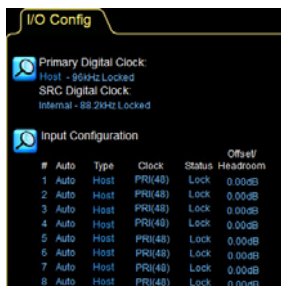 I/O Config
Primary Digital Clock:
Host - 96kHz Locked
SRC Digital Clock:
Internal - 88.2kHz Locked
Input Configuration
Offset/
# Auto Type Clock Status Headroom
1 Auto Host PRI(48) Lock 0.00dB
2 Auto Host PRI(48) Lock 0.00dB
3 Auto Host PRI(48) Lock 0.00dB
4 Auto Host PRI(48) Lock 0.00dB
5 Auto Host PRI(48) Lock 0.00dB
6 Auto Host PRI(48) Lock 0.00dB
7 Auto Host PRI(48) Lock 0.00dB
8 Auto Host PRI(48) Lock 0.00dB